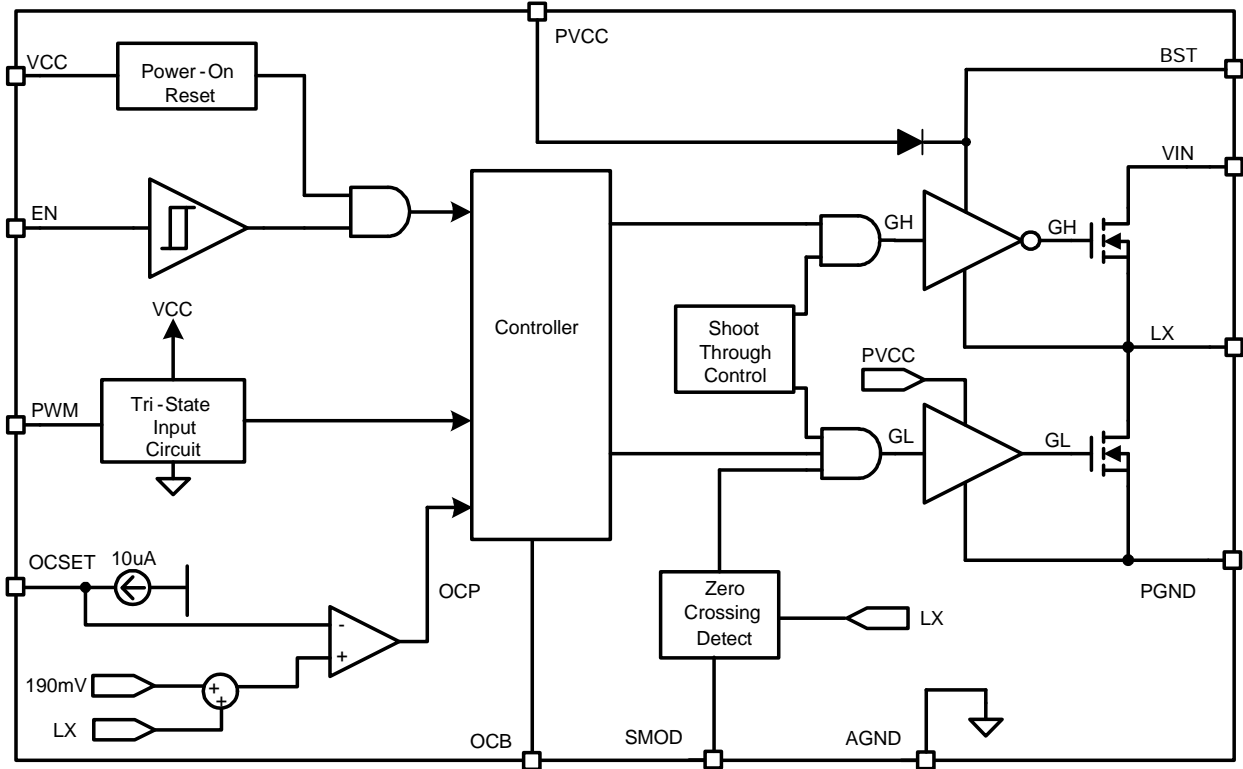 PVCC
VCC
Power-On
Reset
BST
VIN
EN
GH
GH
VCC
Controller
Shoot
Through
Control
LX
PVCC
PWM
Tri-State
Input
Circuit
GL
GL
OCSET
10uA
OCP
Zero
Crossing
Detect
PGND
LX
-
+
190mV
+
+
LX
OCB
SMOD
AGND